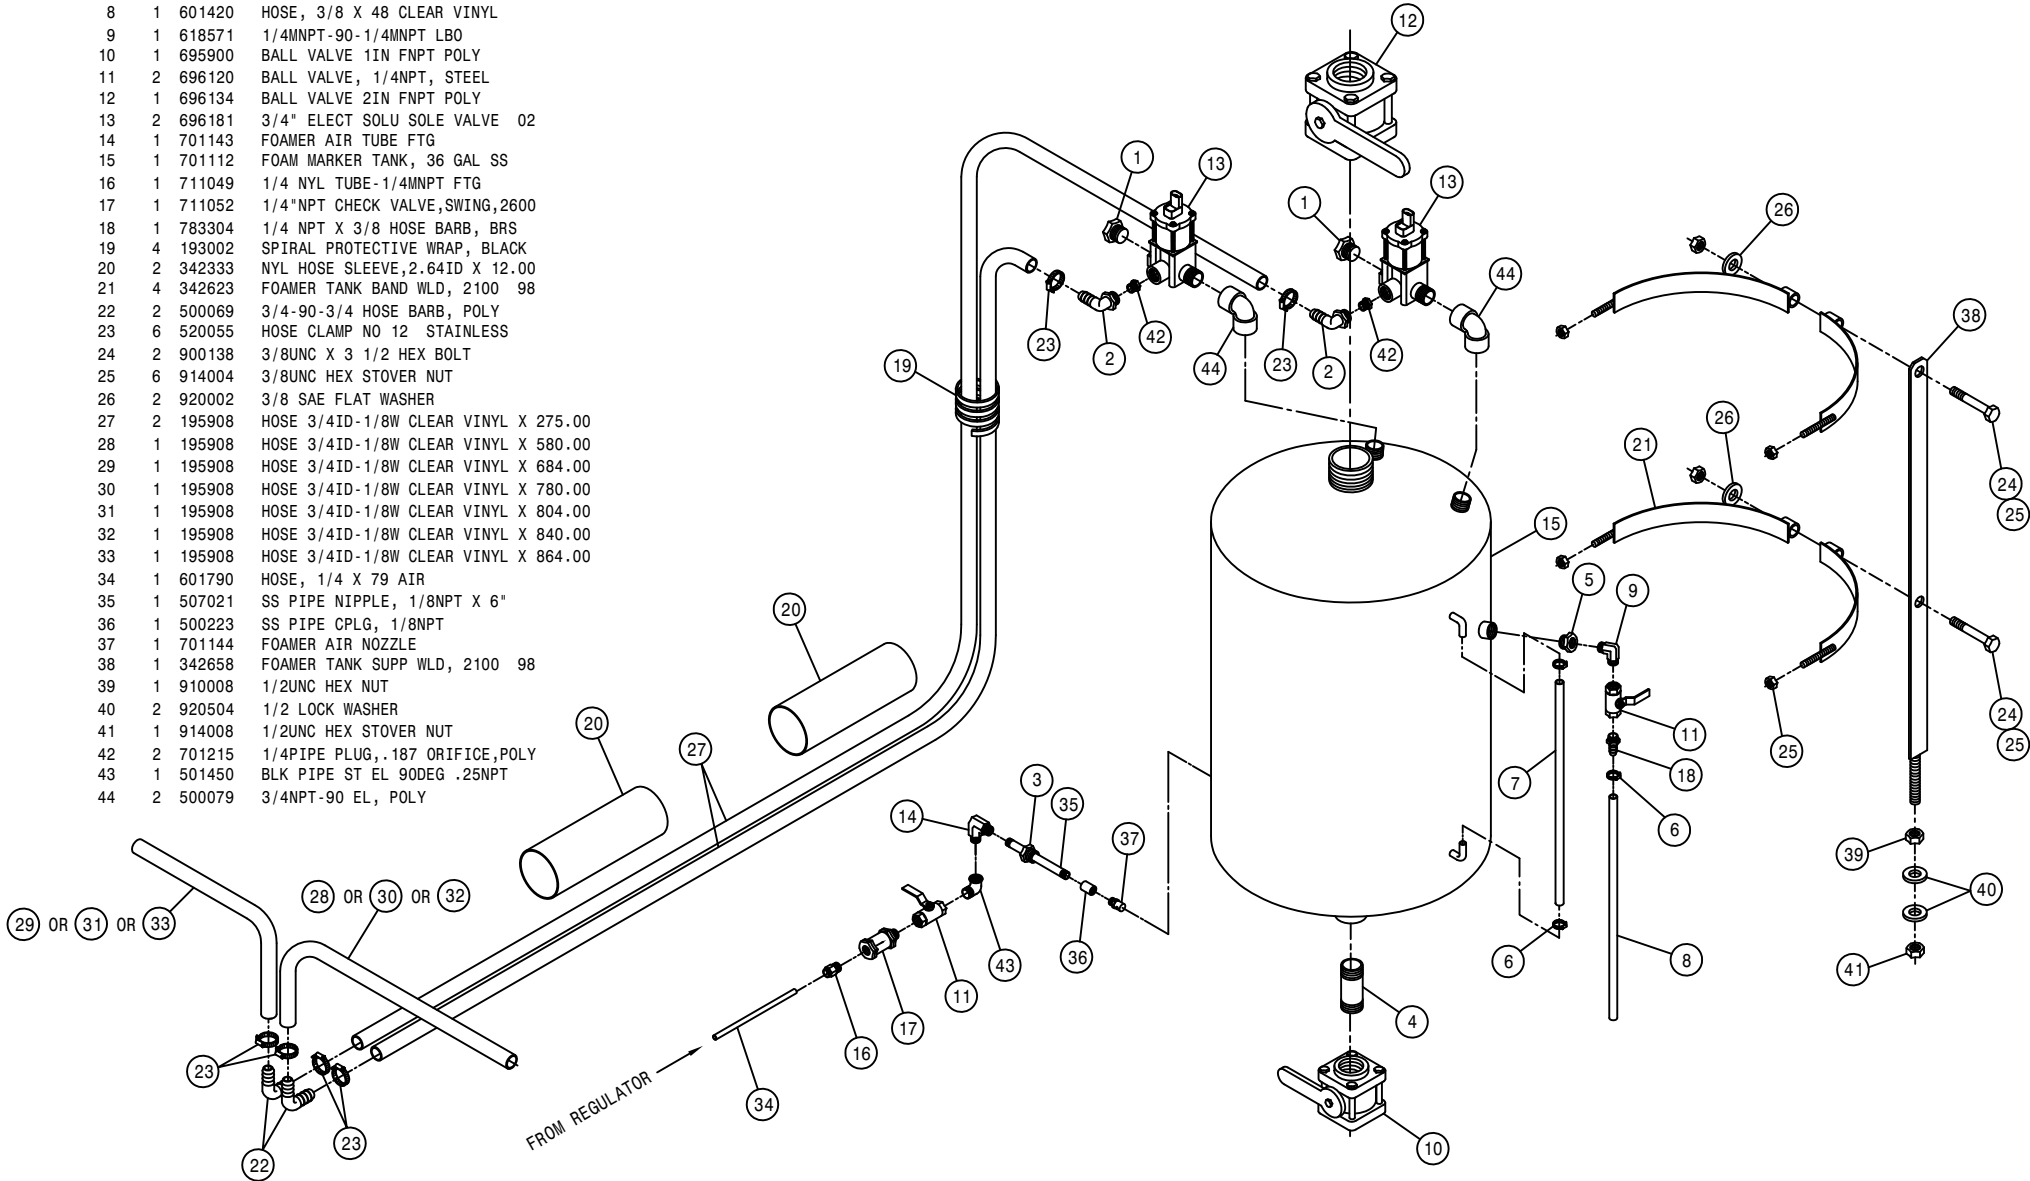 8 1 601420 HOSE, 3/8 X 48 CLEAR VINYL
9 1 618571 1/4MNPT-90-1/4MNPT LBO
10 1 695900 BALL VALVE 1IN FNPT POLY
11 2 696120 BALL VALVE, 1/4NPT, STEEL
12 1 696134 BALL VALVE 2IN FNPT POLY
13 2 696181 3/4" ELECT SOLU SOLE VALVE 02
14 1 701143 FOAMER AIR TUBE FTG
15 1 701112 FOAM MARKER TANK, 36 GAL SS
16 1 711049 1/4 NYL TUBE-1/4MNPT FTG
17 1 711052 1/4"NPT CHECK VALVE,SWING,2600
18 1 783304 1/4 NPT X 3/8 HOSE BARB, BRS
19 4 193002 SPIRAL PROTECTIVE WRAP, BLACK
20 2 342333 NYL HOSE SLEEVE,2.64ID X 12.00
21 4 342623 FOAMER TANK BAND WLD, 2100 98
22 2 500069 3/4-90-3/4 HOSE BARB, POLY
23 6 520055 HOSE CLAMP NO 12 STAINLESS
24 2 900138 3/8UNC X 3 1/2 HEX BOLT
25 6 914004 3/8UNC HEX STOVER NUT
26 2 920002 3/8 SAE FLAT WASHER
27 2 195908 HOSE 3/4ID-1/8W CLEAR VINYL X 275.00
28 1 195908 HOSE 3/4ID-1/8W CLEAR VINYL X 580.00
29 1 195908 HOSE 3/4ID-1/8W CLEAR VINYL X 684.00
30 1 195908 HOSE 3/4ID-1/8W CLEAR VINYL X 780.00
31 1 195908 HOSE 3/4ID-1/8W CLEAR VINYL X 804.00
32 1 195908 HOSE 3/4ID-1/8W CLEAR VINYL X 840.00
33 1 195908 HOSE 3/4ID-1/8W CLEAR VINYL X 864.00
34 1 601790 HOSE, 1/4 X 79 AIR
35 1 507021 SS PIPE NIPPLE, 1/8NPT X 6"
36 1 500223 SS PIPE CPLG, 1/8NPT
37 1 701144 FOAMER AIR NOZZLE
38 1 342658 FOAMER TANK SUPP WLD, 2100 98
39 1 910008 1/2UNC HEX NUT
40 2 920504 1/2 LOCK WASHER
41 1 914008 1/2UNC HEX STOVER NUT
42 2 701215 1/4PIPE PLUG,.187 ORIFICE,POLY
43 1 501450 BLK PIPE ST EL 90DEG .25NPT
44 2 500079 3/4NPT-90 EL, POLY
12
1
13
1
13
26
44
38
23
2
42
44
23
2
42
19
26
21
24
25
15
5
9
20
20
27
11
18
7
6
24
25
25
3
35
14
37
39
40
28 OR 30 OR 32
29 OR 31 OR 33
36
43
11
17
16
6
8
41
4
23
22
23
34
FROM REGULATOR
10